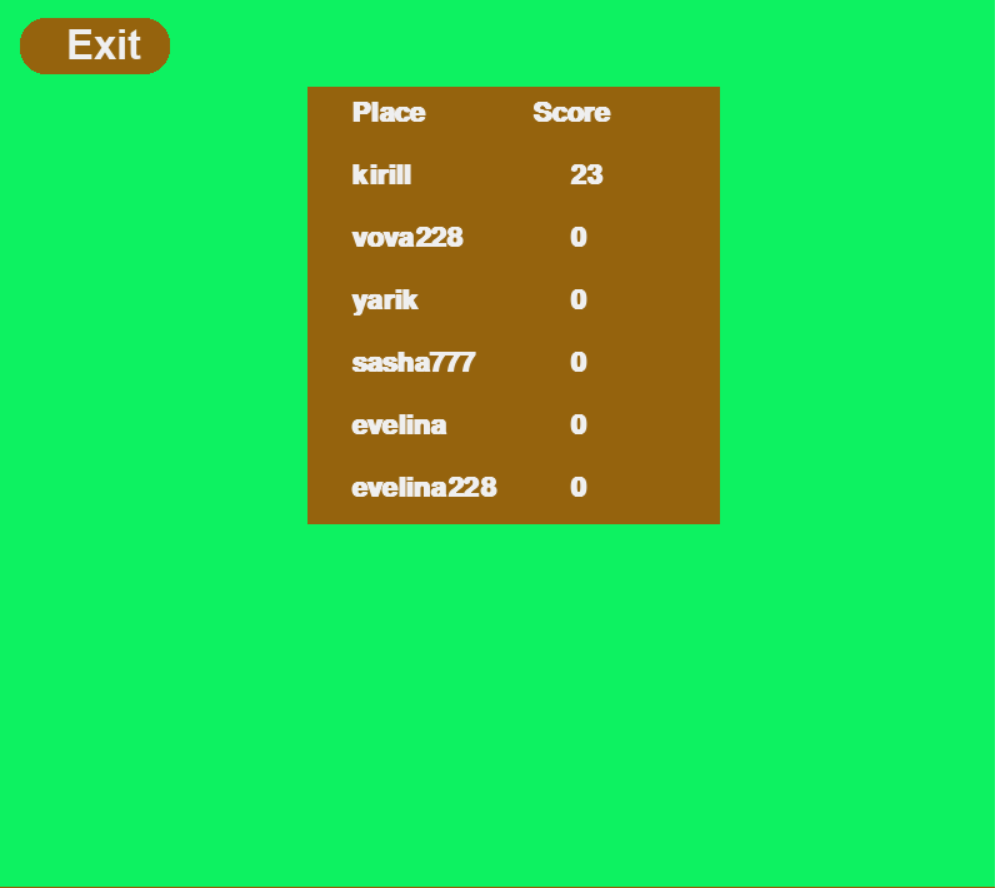 Exit
Place Score
kirill 23
vova228 0
yarik 0
sasha777 0
evelina 0
evelina228 0